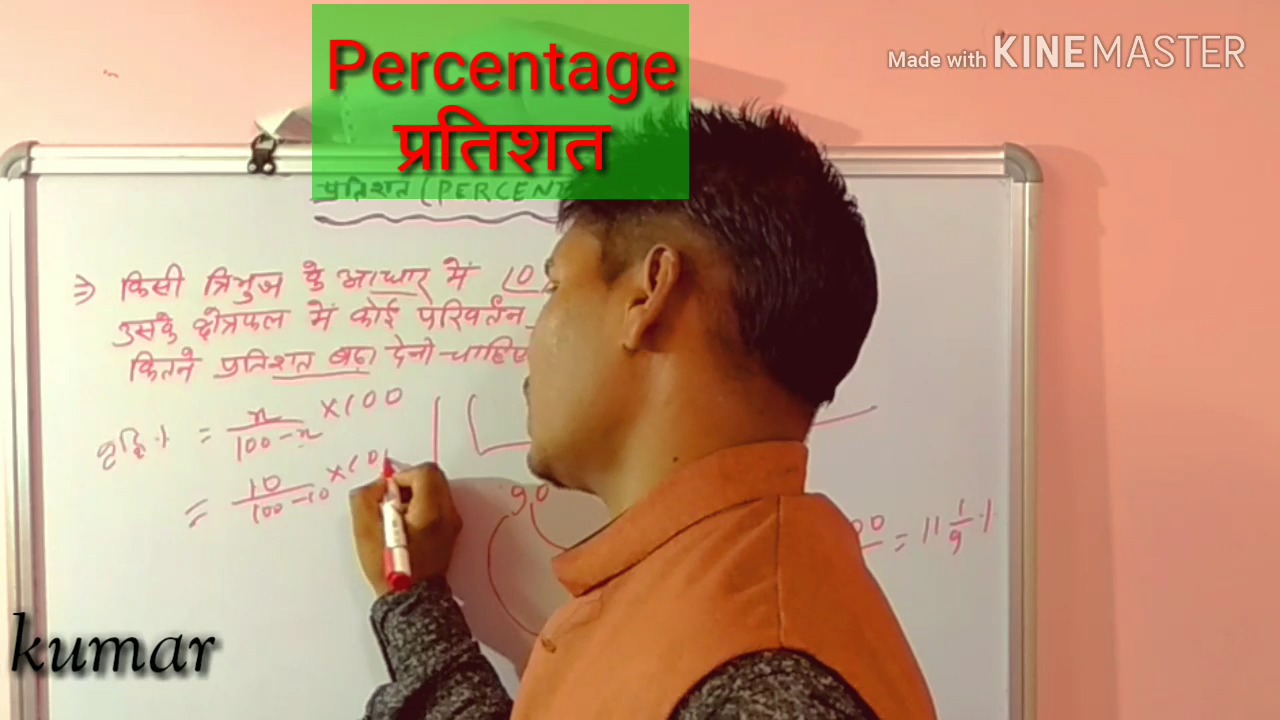 Percentage
प्रतिशत
Made with KINEMASTER
प्रतिशत (PERCENT
⇒ किसी त्रिभुज के आधार में 10
उसके क्षेत्रफल में कोई परिवर्तन
कितने प्रतिशत बढ़ा देनी चाहिए
वृद्धि% = x/(100-x) ×100
= 10/(100-10) ×100
90
00 = 11 1/9 %
kumar